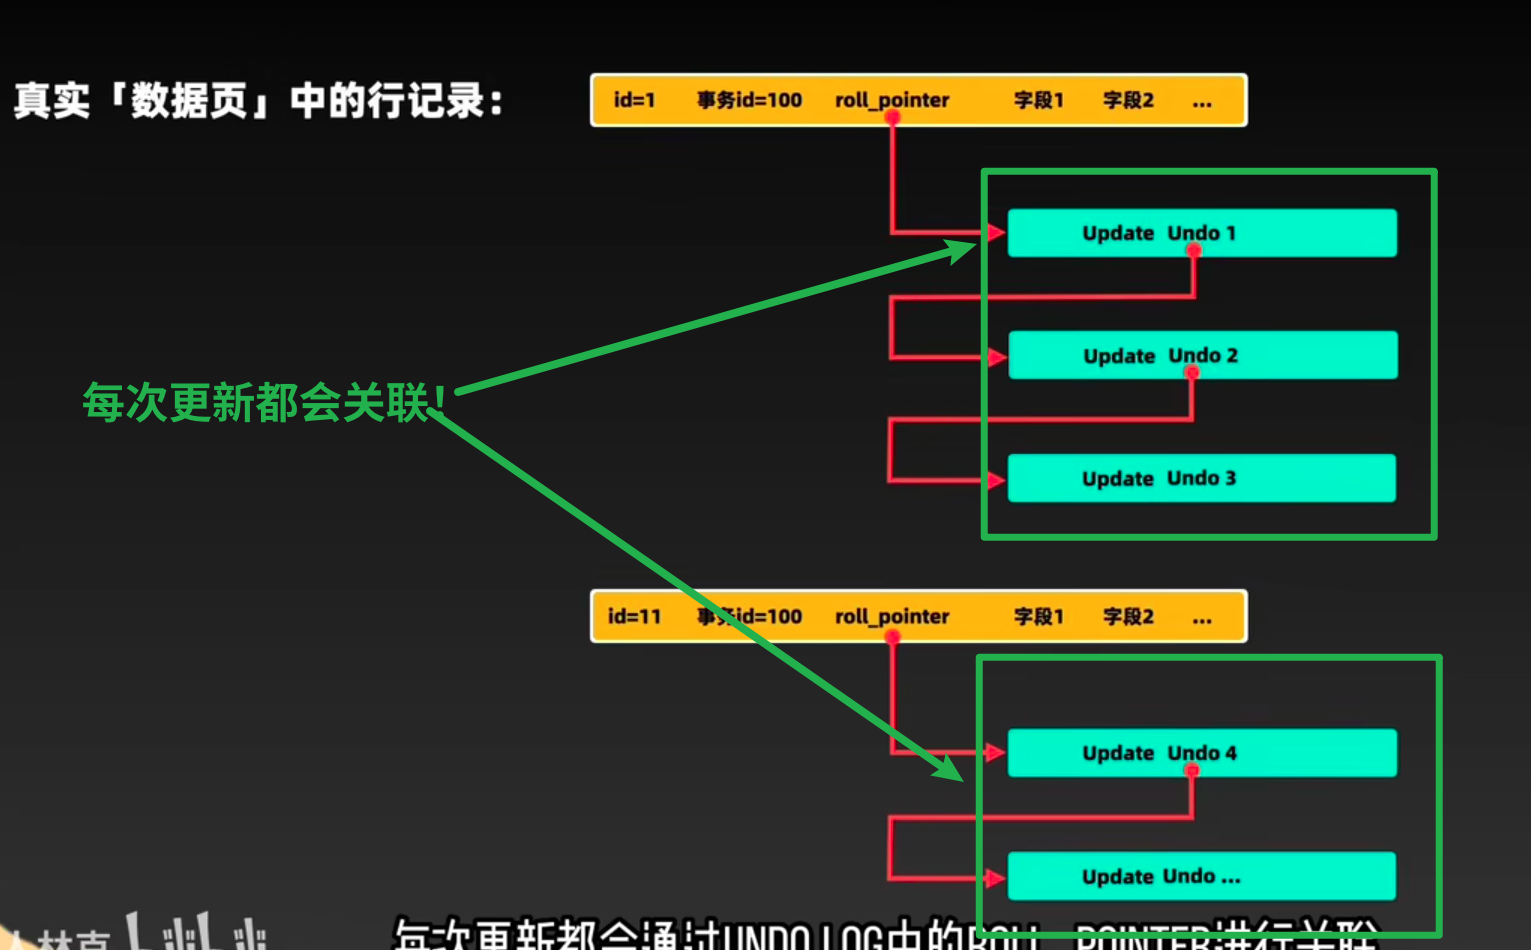 真实「数据页」中的行记录：
id=1 事务id=100 roll_pointer 字段1 字段2 ...
Update Undo 1
Update Undo 2
每次更新都会关联！
Update Undo 3
id=11 事务id=100 roll_pointer 字段1 字段2 ...
Update Undo 4
Update Undo ...
人林克
每次更新都会通过UNDO LOG中的ROLL_POINTER进行关联